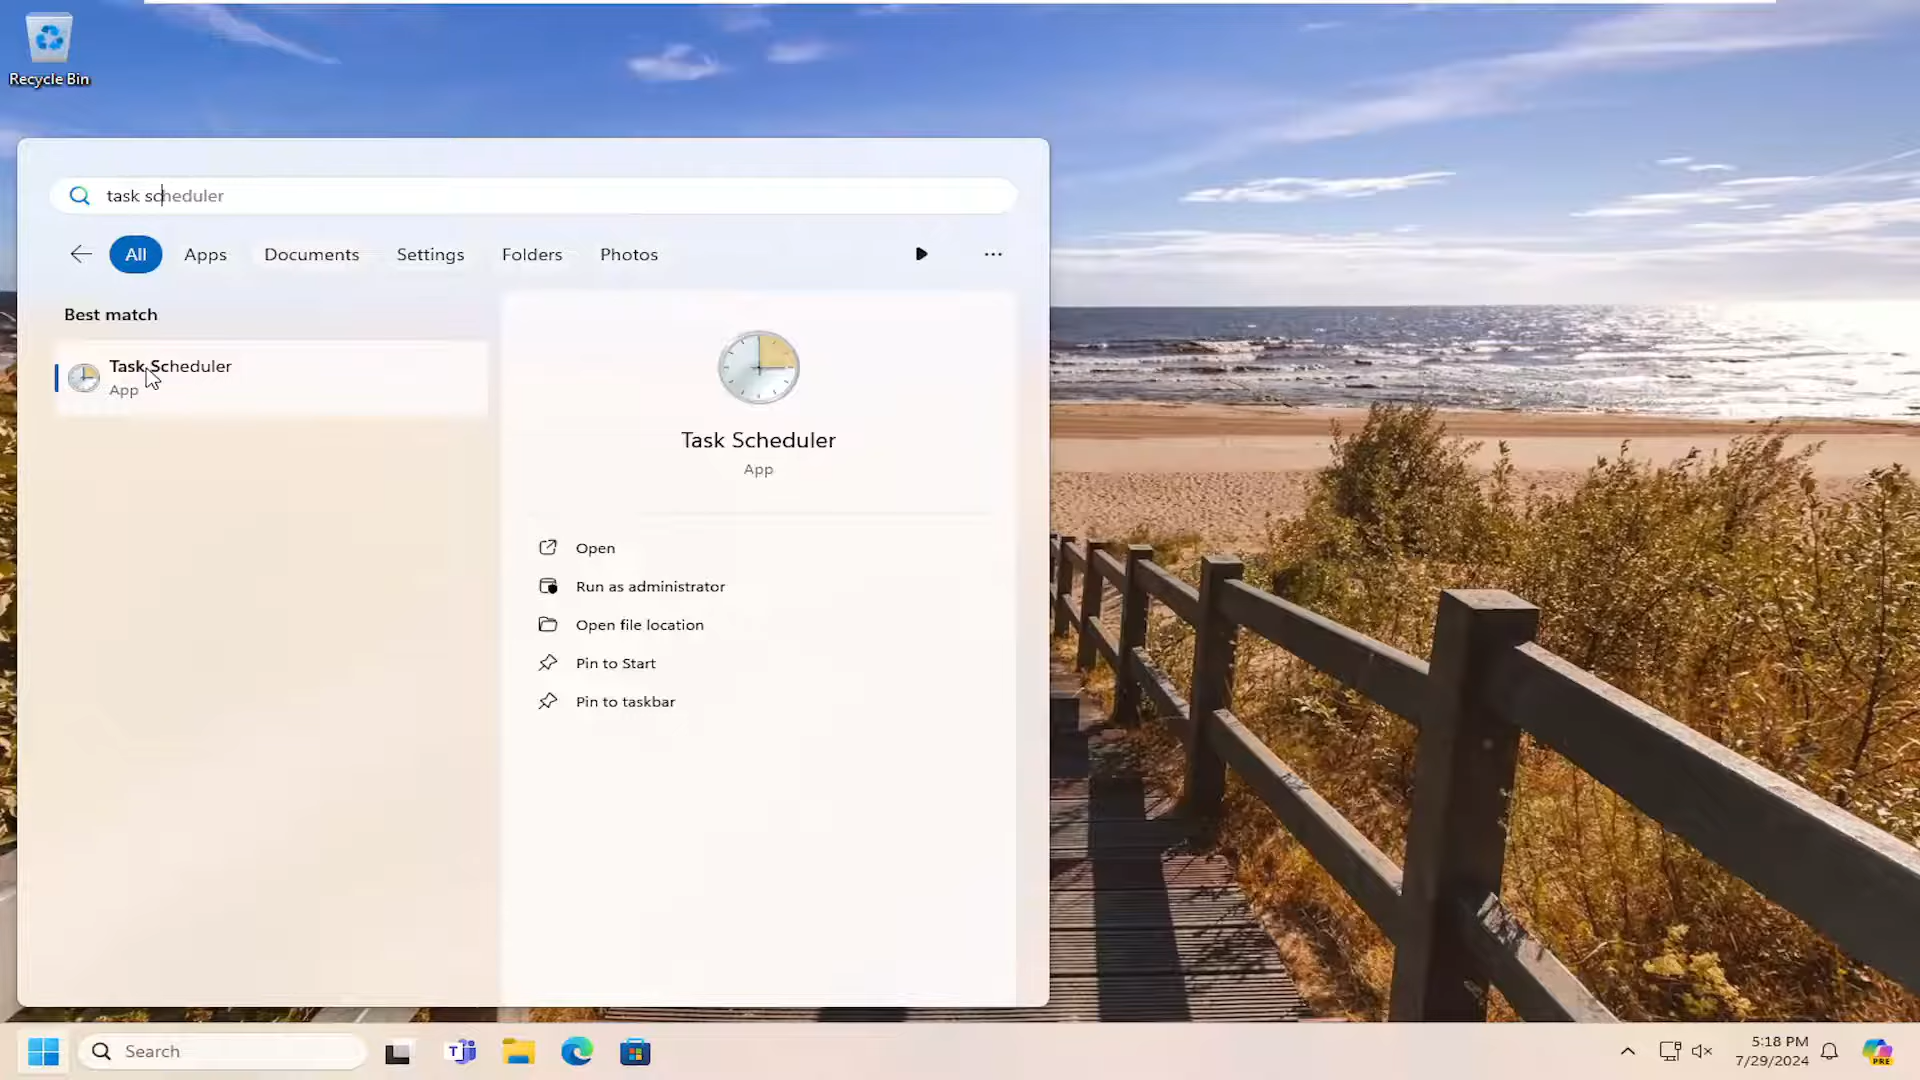 Recycle Bin
task scheduler
All Apps Documents Settings Folders Photos
Best match
Task Scheduler
App
Task Scheduler
App
Open
Run as administrator
Open file location
Pin to Start
Pin to taskbar
Search
5:18 PM
7/29/2024
T
PRE